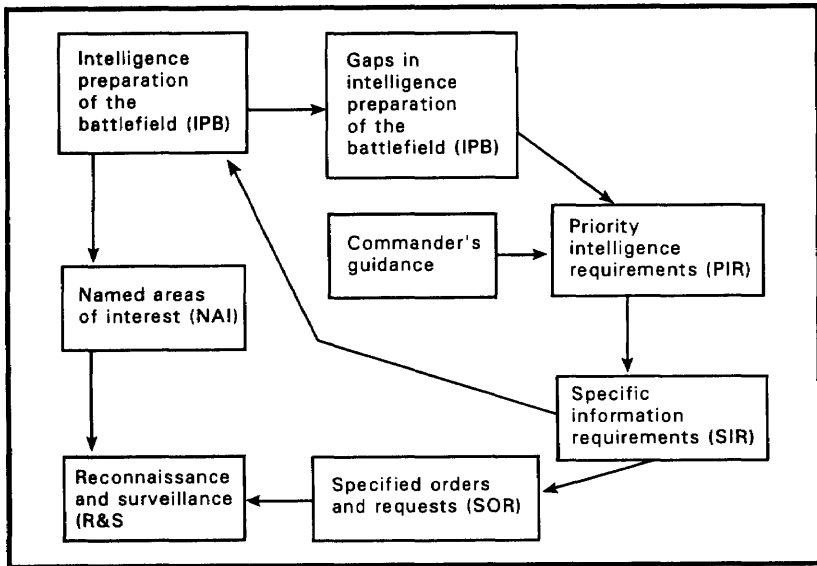 Intelligence
preparation
of the
battlefield (IPB)
Gaps in
intelligence
preparation
of the
battlefield (IPB)
Commander's
guidance
Priority
intelligence
requirements (PIR)
Named areas
of interest (NAI)
Specific
information
requirements (SIR)
Reconnaissance
and surveillance
(R&S
Specified orders
and requests (SOR)